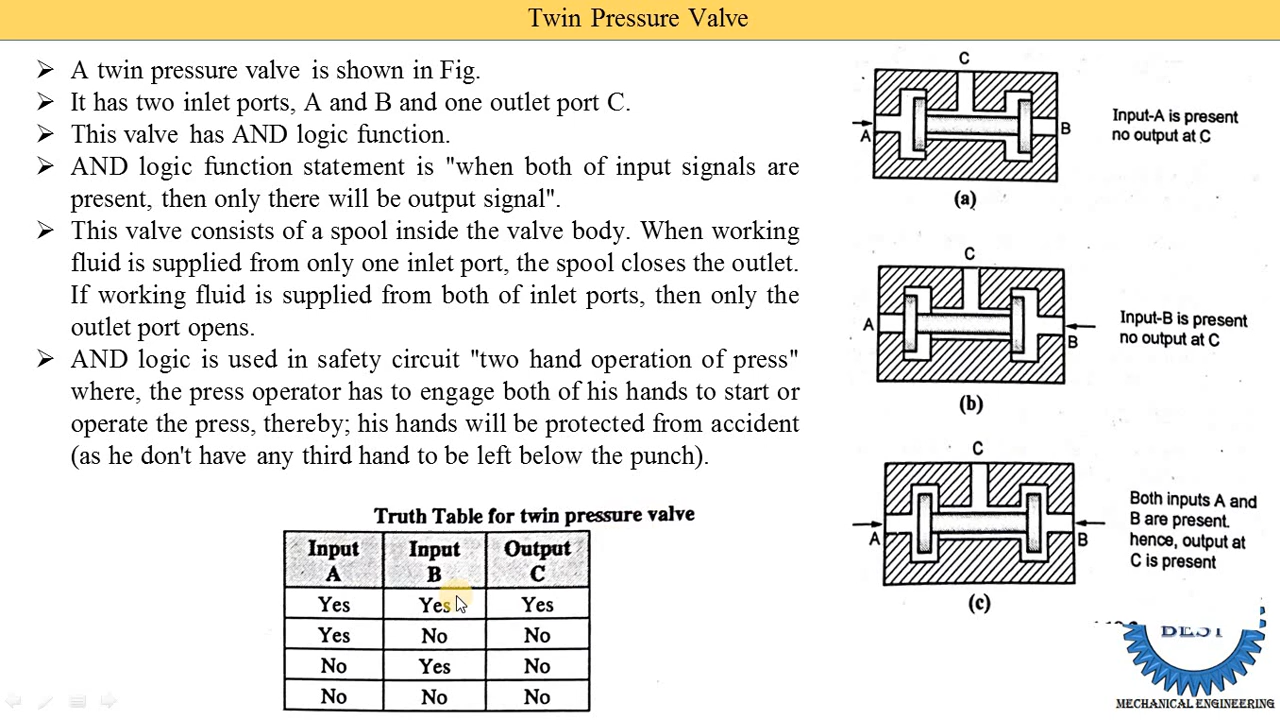 Twin Pressure Valve
➢ A twin pressure valve is shown in Fig.
➢ It has two inlet ports, A and B and one outlet port C.
➢ This valve has AND logic function.
➢ AND logic function statement is "when both of input signals are
present, then only there will be output signal".
➢ This valve consists of a spool inside the valve body. When working
fluid is supplied from only one inlet port, the spool closes the outlet.
If working fluid is supplied from both of inlet ports, then only the
outlet port opens.
➢ AND logic is used in safety circuit "two hand operation of press"
where, the press operator has to engage both of his hands to start or
operate the press, thereby; his hands will be protected from accident
(as he don't have any third hand to be left below the punch).
Truth Table for twin pressure valve
Input A Input B Output C
Yes Yes Yes
Yes No No
No Yes No
No No No
C
A
B
Input-A is present
no output at C
(a)
C
A
B
Input-B is present
no output at C
(b)
C
A
B
Both inputs A and
B are present.
hence, output at
C is present
(c)
MECHANICAL ENGINEERING